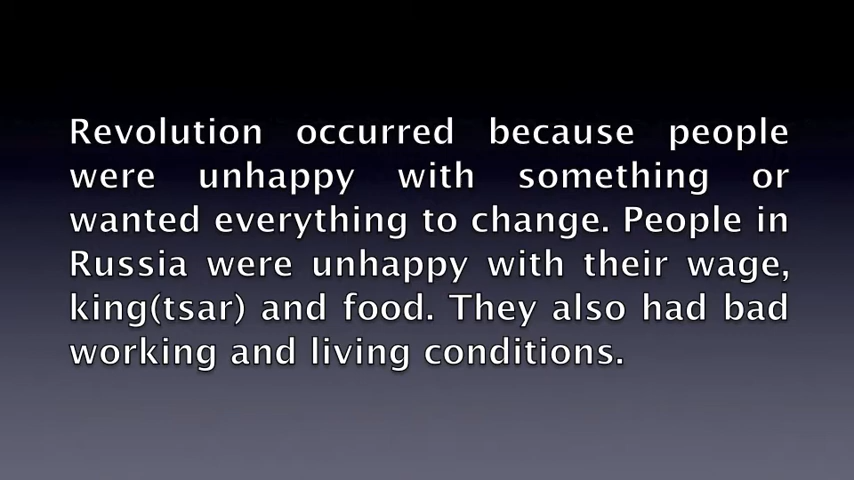 Revolution occurred because people
were unhappy with something or
wanted everything to change. People in
Russia were unhappy with their wage,
king(tsar) and food. They also had bad
working and living conditions.